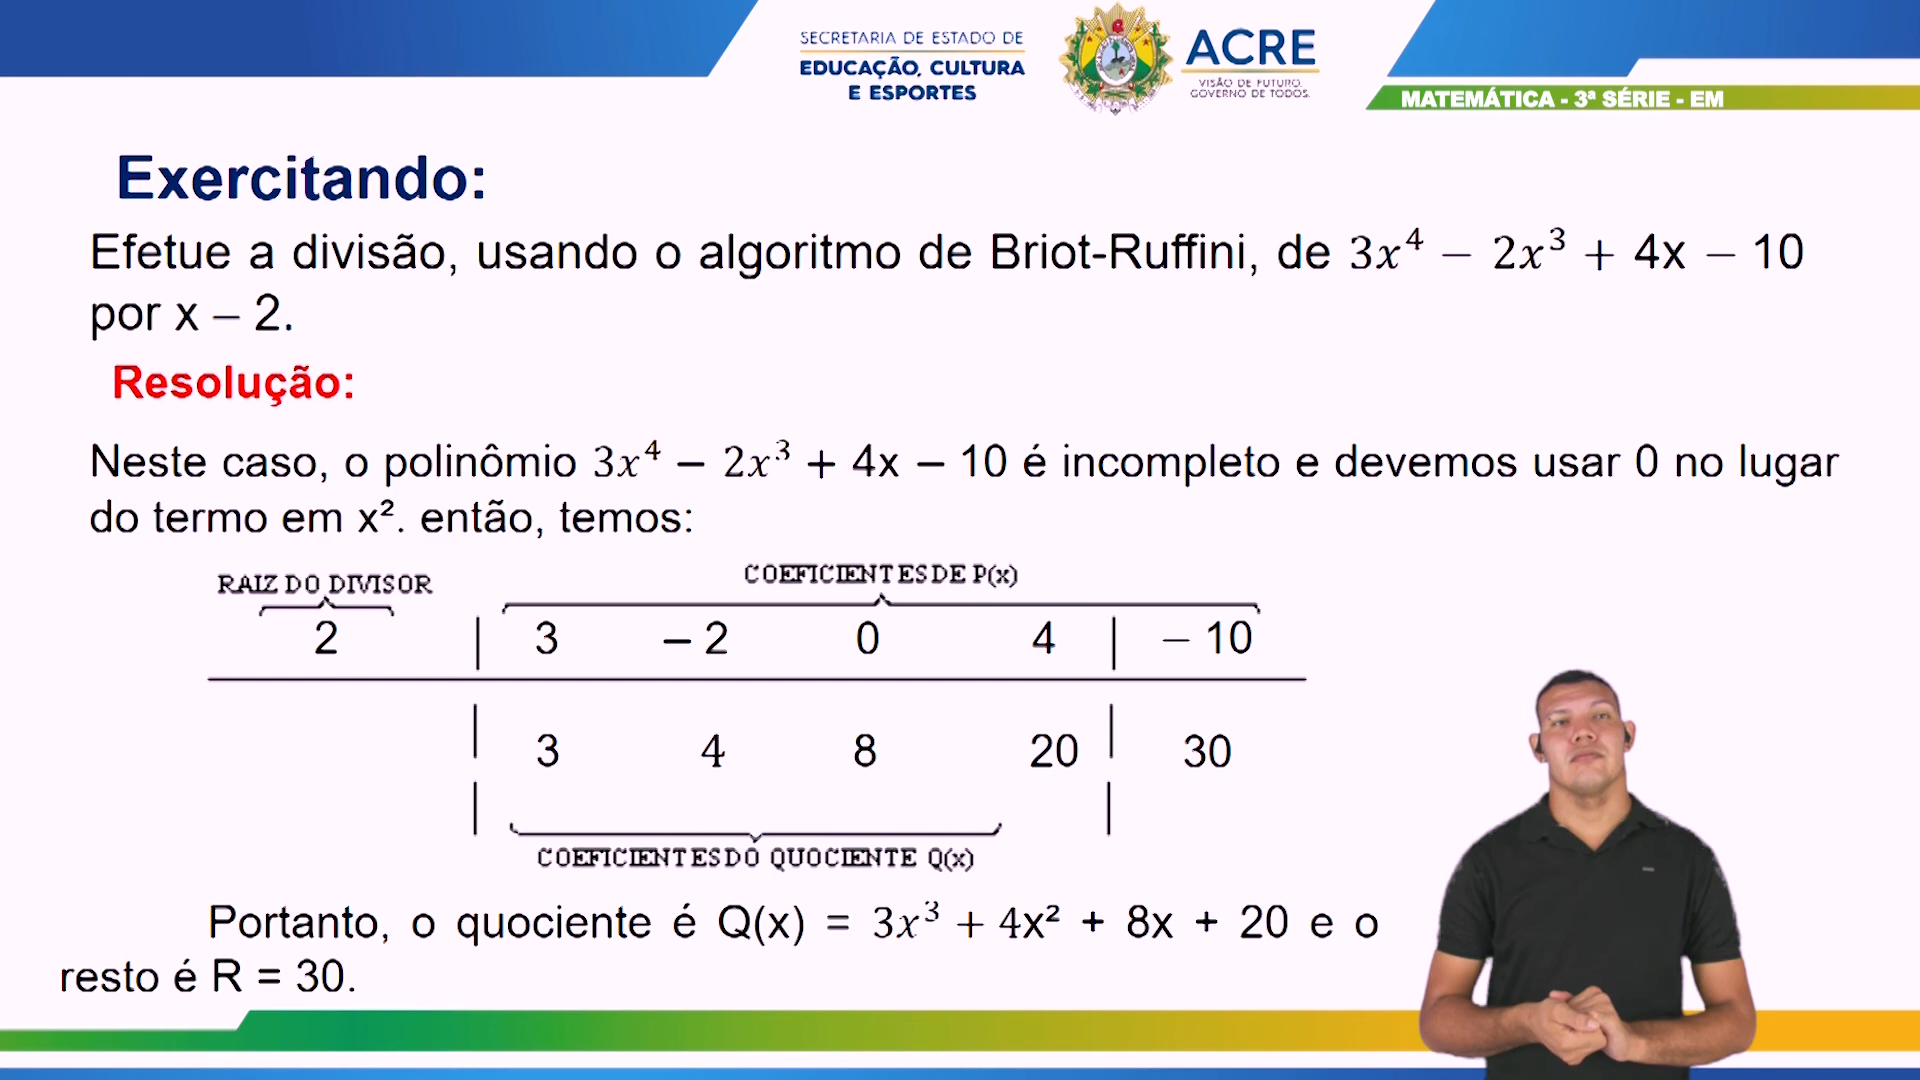 SECRETARIA DE ESTADO DE
EDUCAÇÃO, CULTURA
E ESPORTES
ACRE
VISÃO DE FUTURO.
GOVERNO DE TODOS.
MATEMÁTICA - 3ª SÉRIE - EM
Exercitando:
Efetue a divisão, usando o algoritmo de Briot-Ruffini, de 3x⁴ – 2x³ + 4x – 10
por x – 2.
Resolução:
Neste caso, o polinômio 3x⁴ – 2x³ + 4x – 10 é incompleto e devemos usar 0 no lugar
do termo em x². então, temos:
RAIZ DO DIVISOR
COEFICIENTES DE P(x)
2 | 3 – 2 0 4 | – 10
| 3 4 8 20 | 30
| |
COEFICIENTES DO QUOCIENTE Q(x)
Portanto, o quociente é Q(x) = 3x³ + 4x² + 8x + 20 e o
resto é R = 30.